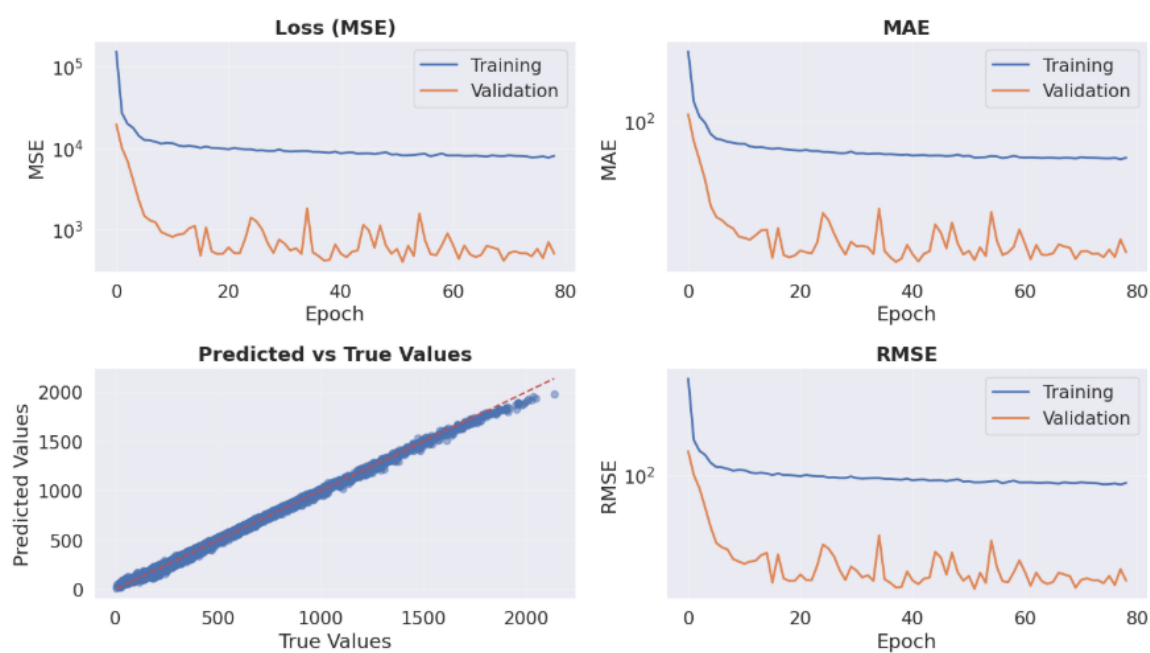 Loss (MSE)
MSE
10^5
10^4
10^3
Training
Validation
0 20 40 60 80
Epoch
MAE
MAE
10^2
Training
Validation
0 20 40 60 80
Epoch
Predicted vs True Values
Predicted Values
2000
1500
1000
500
0
0 500 1000 1500 2000
True Values
RMSE
RMSE
10^2
Training
Validation
0 20 40 60 80
Epoch